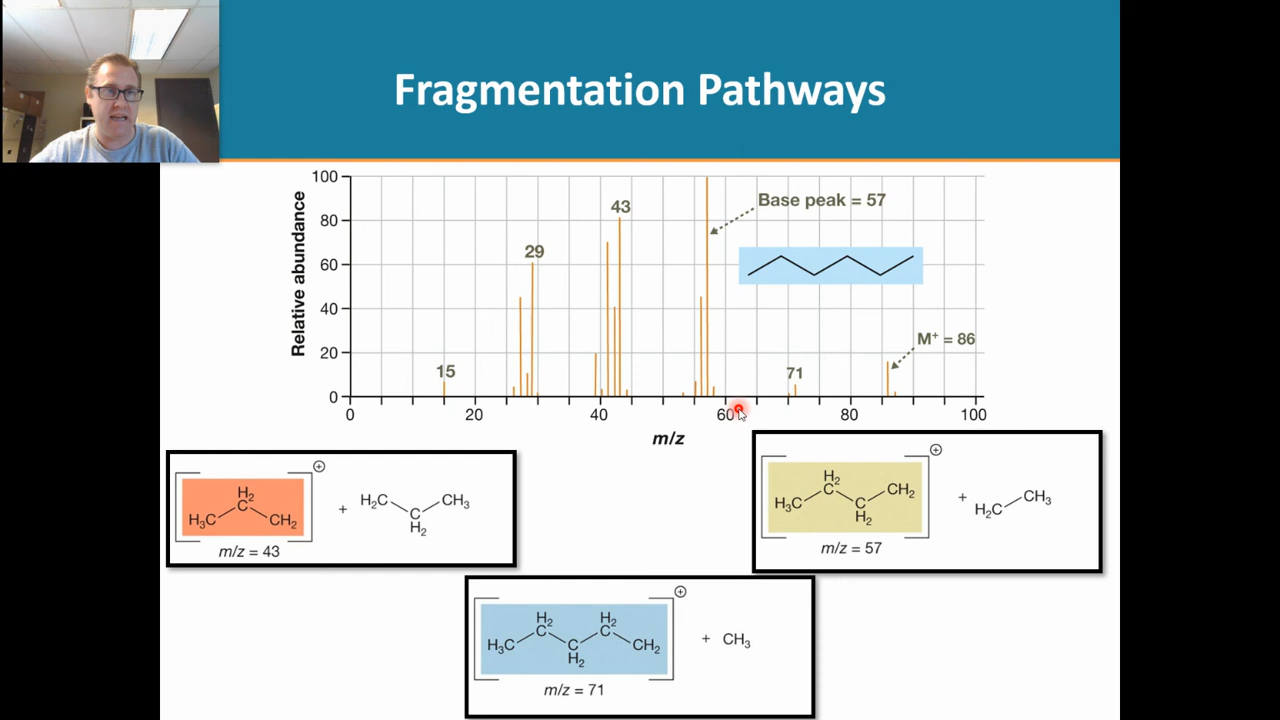 Fragmentation Pathways
Relative abundance
100
80
60
40
20
0
15
29
43
Base peak = 57
71
M⁺ = 86
0 20 40 60 80 100
m/z
H₃C C H₂ CH₂
m/z = 43
+
H₂C C H₂ CH₃
H₃C C H₂ C H₂ CH₂
m/z = 57
+
H₂C CH₃
H₃C C H₂ C H₂ C H₂ CH₂
m/z = 71
+ CH₃